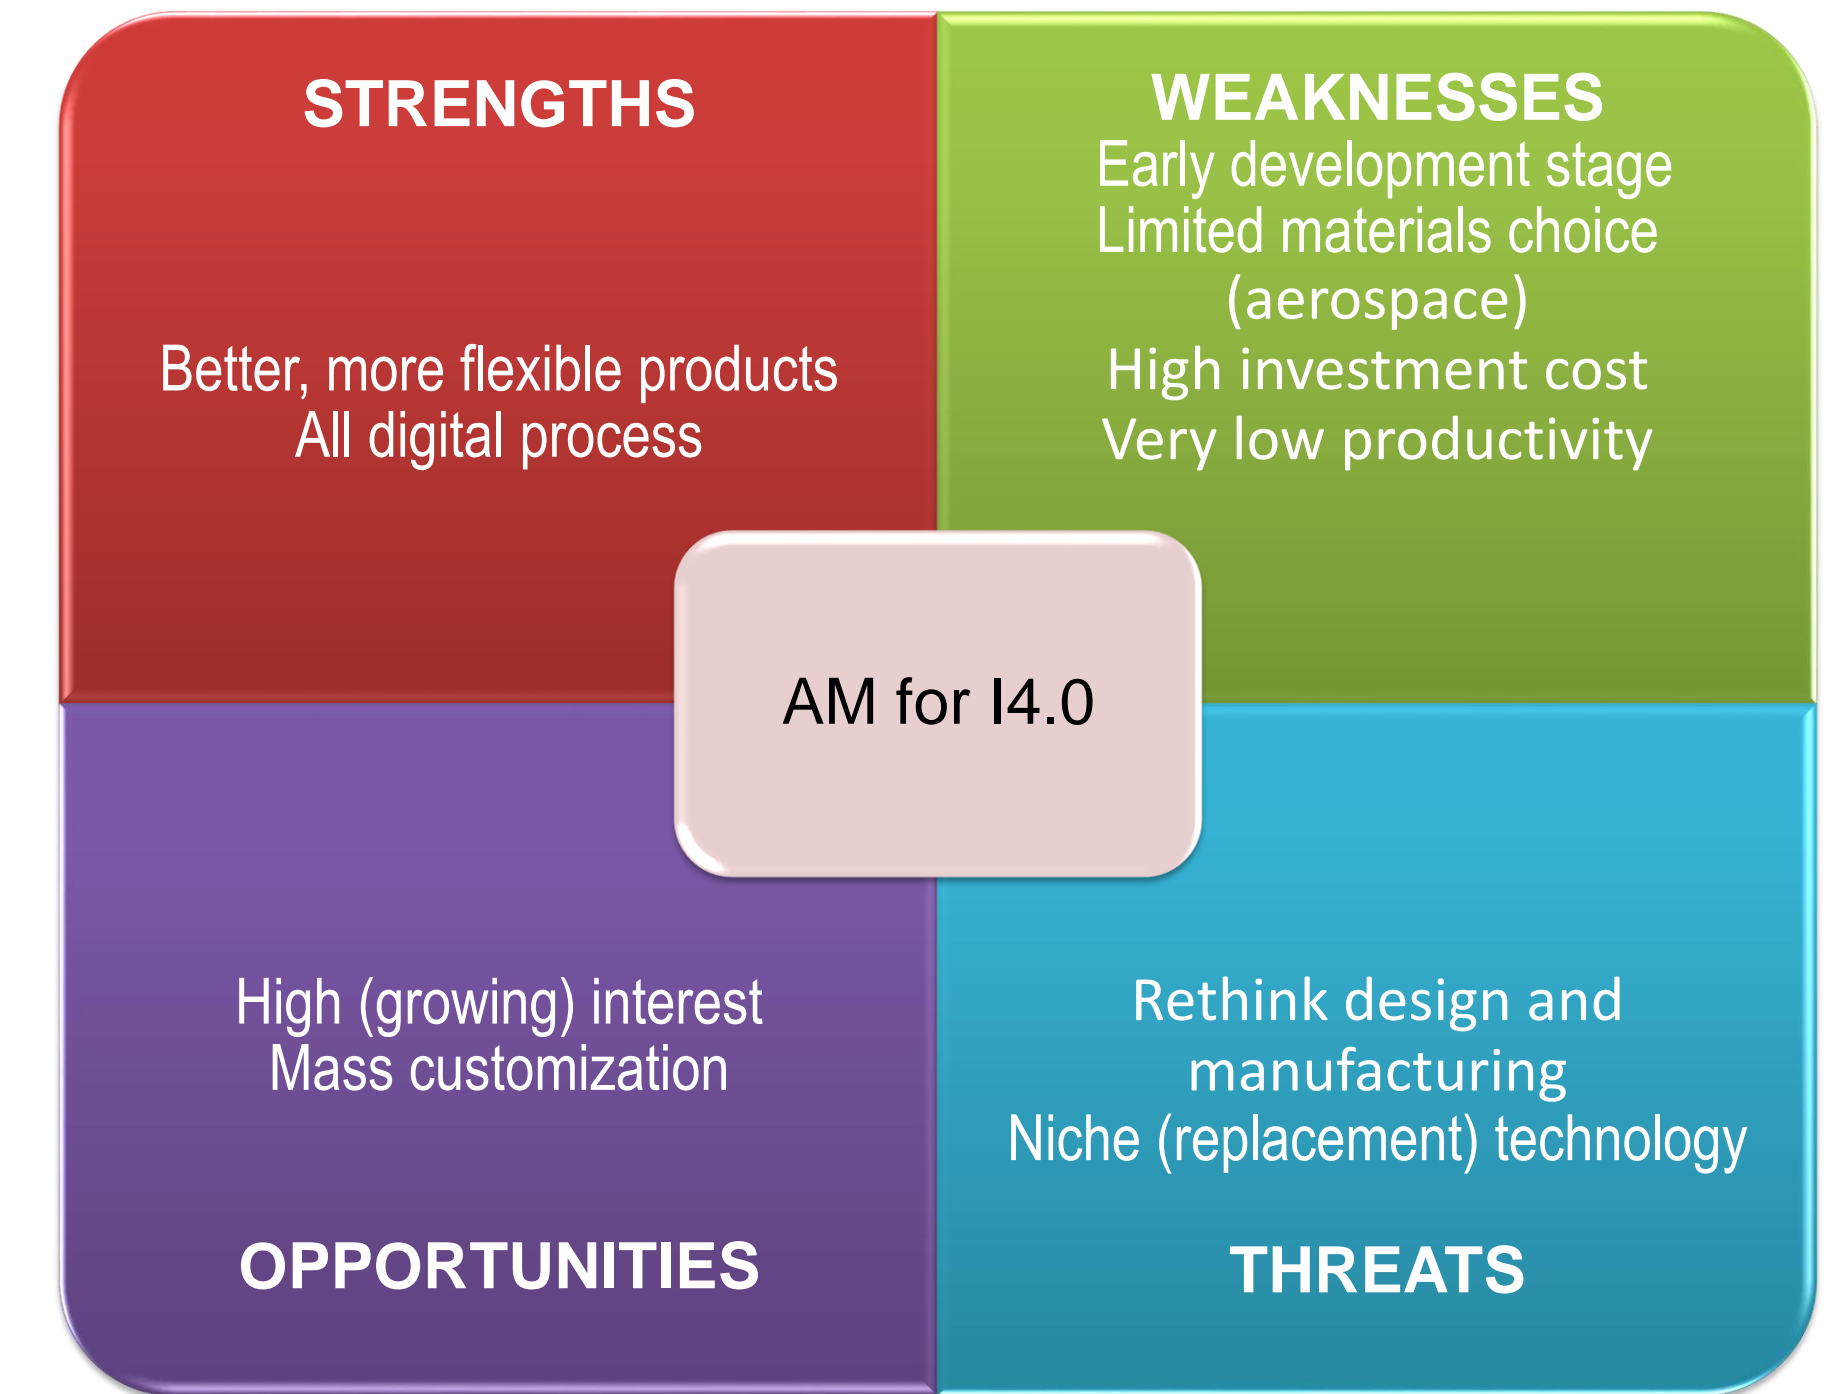 STRENGTHS
Better, more flexible products
All digital process
WEAKNESSES
Early development stage
Limited materials choice
(aerospace)
High investment cost
Very low productivity
AM for I4.0
High (growing) interest
Mass customization
OPPORTUNITIES
Rethink design and
manufacturing
Niche (replacement) technology
THREATS